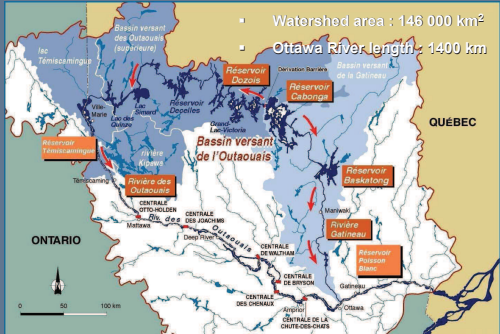 ▪ Watershed area : 146 000 km²
▪ Ottawa River length : 1400 km
Bassin versant
des Outaouais
(supérieure)
lac
Témiscamingue
Réservoir
Dozois
Dérivation Barrière
Bassin versant
de la Gatineau
Réservoir
Cabonga
Ville-
Marie
Lac
Simard
Lac des
Quinze
Réservoir
Decelles
Grand-
Lac-Victoria
QUÉBEC
Bassin versant
de l'Outaouais
Réservoir
Témiscamingue
rivière
Kipawa
Réservoir
Baskatong
Rivière des
Outaouais
Témiscaming
CENTRALE
OTTO-HOLDEN
Maniwaki
Mattawa
Riv. des Outaouais
CENTRALE
DES JOACHIMS
Deep River
Rivière
Gatineau
ONTARIO
CENTRALE
DE WALTHAM
Réservoir
Poisson
Blanc
CENTRALE
DE BRYSON
Gatineau
CENTRALE
DES CHENAUX
Arnprior
Ottawa
CENTRALE DE LA
CHUTE-DES-CHATS
0 50 100 km